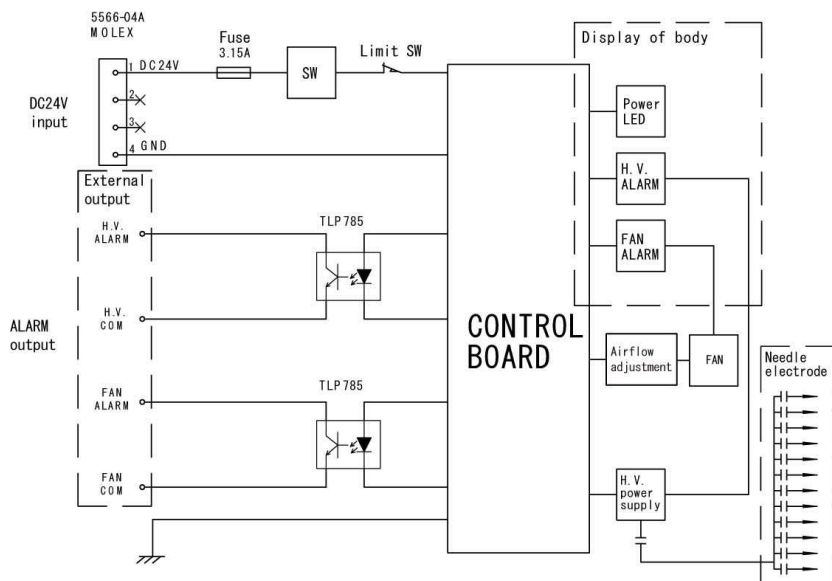 5566-04A
MOLEX
1 DC24V
2
3
4 GND
DC24V
input
Fuse
3.15A
SW
Limit SW
External
output
H.V.
ALARM
H.V.
COM
FAN
ALARM
FAN
COM
ALARM
output
TLP785
TLP785
CONTROL
BOARD
Display of body
Power
LED
H.V.
ALARM
FAN
ALARM
Airflow
adjustment
FAN
H.V.
power
supply
Needle
electrode